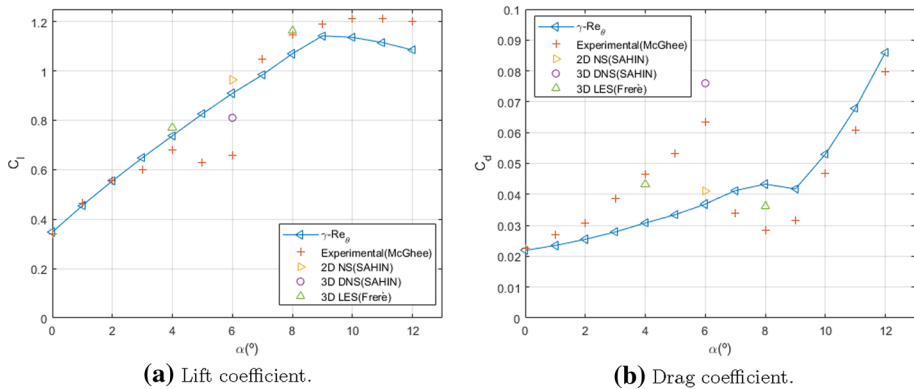 1.2
1
0.8
0.6
0.4
0.2
0
C_l
γ-Re_θ
Experimental(McGhee)
2D NS(SAHIN)
3D DNS(SAHIN)
3D LES(Frerè)
0 2 4 6 8 10 12
α(º)
(a) Lift coefficient.
0.1
0.09
0.08
0.07
0.06
0.05
0.04
0.03
0.02
0.01
0
C_d
γ-Re_θ
Experimental(McGhee)
2D NS(SAHIN)
3D DNS(SAHIN)
3D LES(Frerè)
0 2 4 6 8 10 12
α(º)
(b) Drag coefficient.